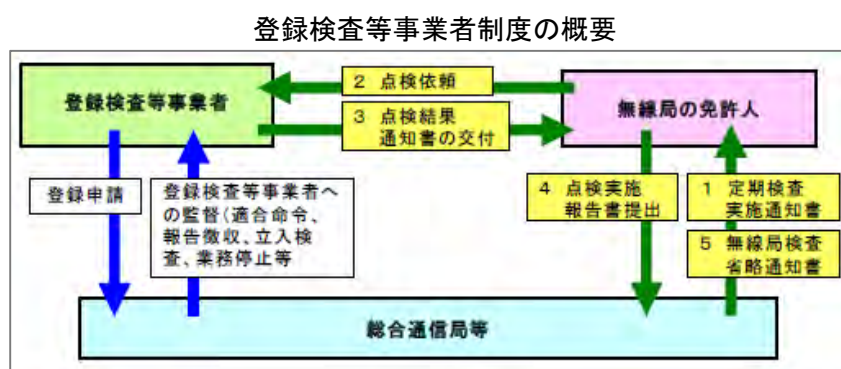 登録検査等事業者制度の概要
登録検査等事業者
2 点検依頼
3 点検結果
通知書の交付
無線局の免許人
登録申請
登録検査等事業者へ
の監督(適合命令、
報告徴収、立入検
査、業務停止等
4 点検実施
報告書提出
1 定期検査
実施通知書
5 無線局検査
省略通知書
総合通信局等